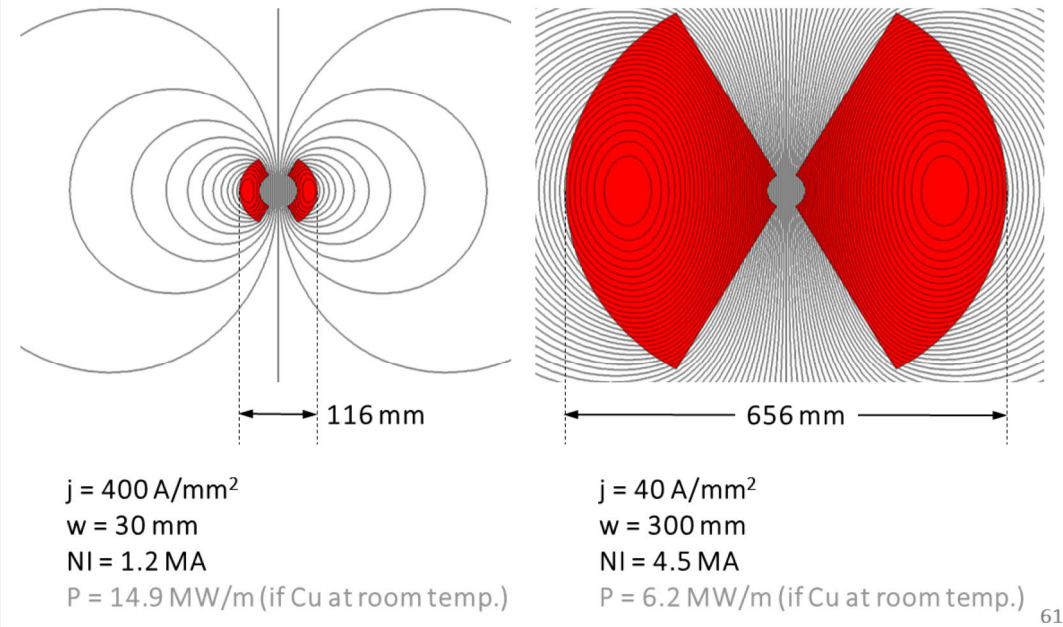 116 mm
656 mm
j = 400 A/mm²
w = 30 mm
NI = 1.2 MA
P = 14.9 MW/m (if Cu at room temp.)
j = 40 A/mm²
w = 300 mm
NI = 4.5 MA
P = 6.2 MW/m (if Cu at room temp.)
61